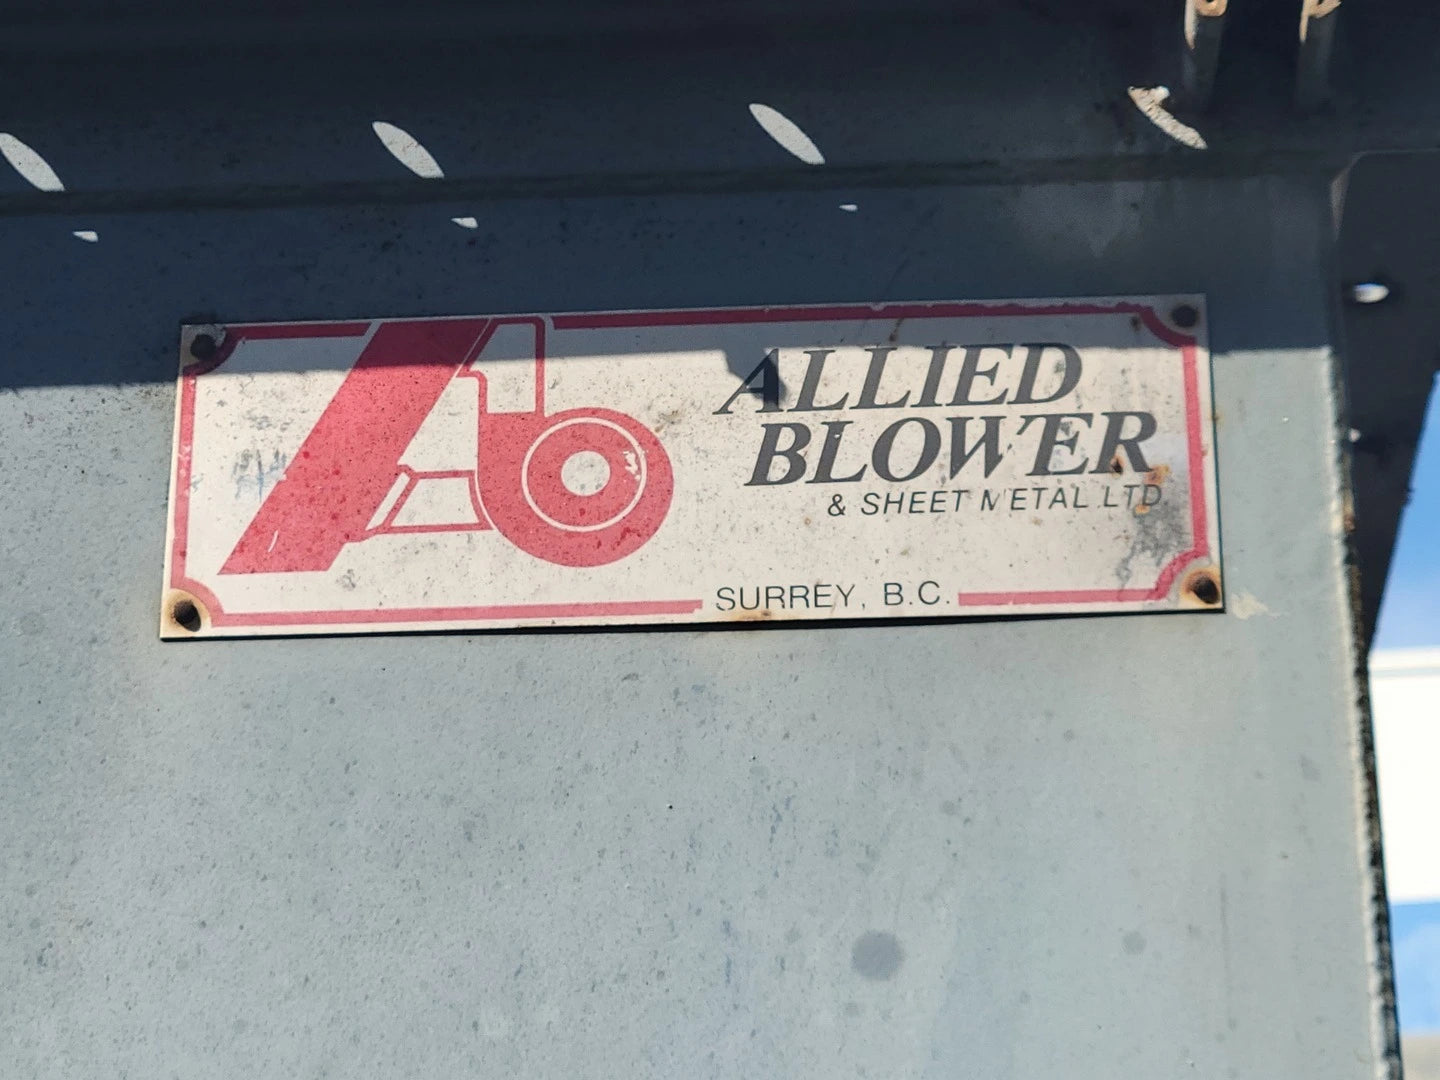 ALLIED
BLOWER
& SHEET METAL LTD.
SURREY, B.C.